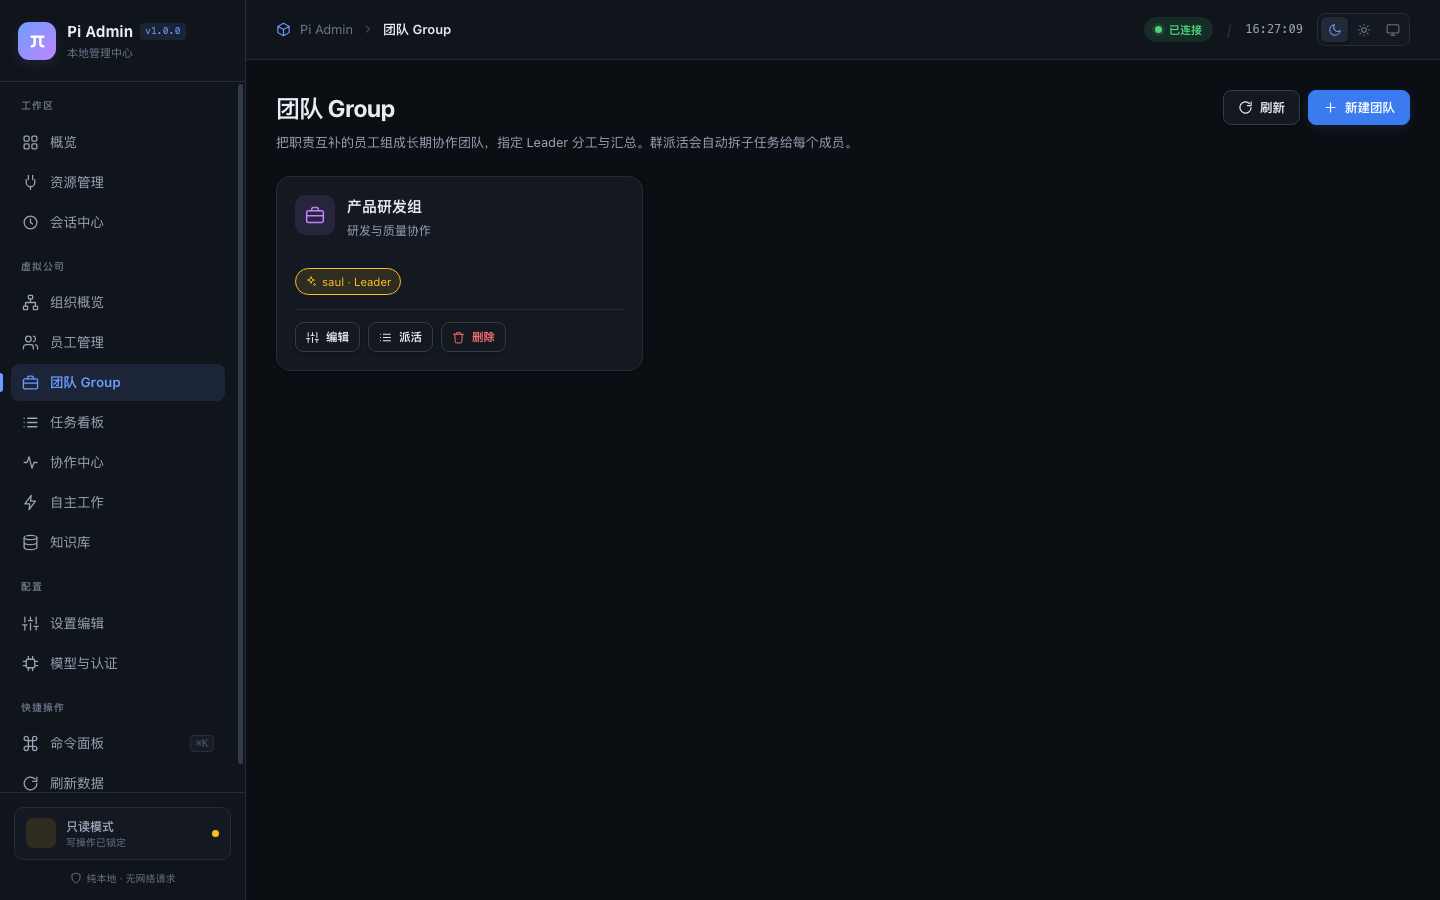 π
Pi Admin v1.0.0
本地管理中心
工作区
概览
资源管理
会话中心
虚拟公司
组织概览
员工管理
团队 Group
任务看板
协作中心
自主工作
知识库
配置
设置编辑
模型与认证
快捷操作
命令面板 ⌘K
刷新数据
只读模式
写操作已锁定
纯本地 · 无网络请求
Pi Admin > 团队 Group
已连接 / 16:27:09
团队 Group
刷新
+ 新建团队
把职责互补的员工组成长期协作团队，指定 Leader 分工与汇总。群派活会自动拆子任务给每个成员。
产品研发组
研发与质量协作
saul · Leader
编辑
派活
删除